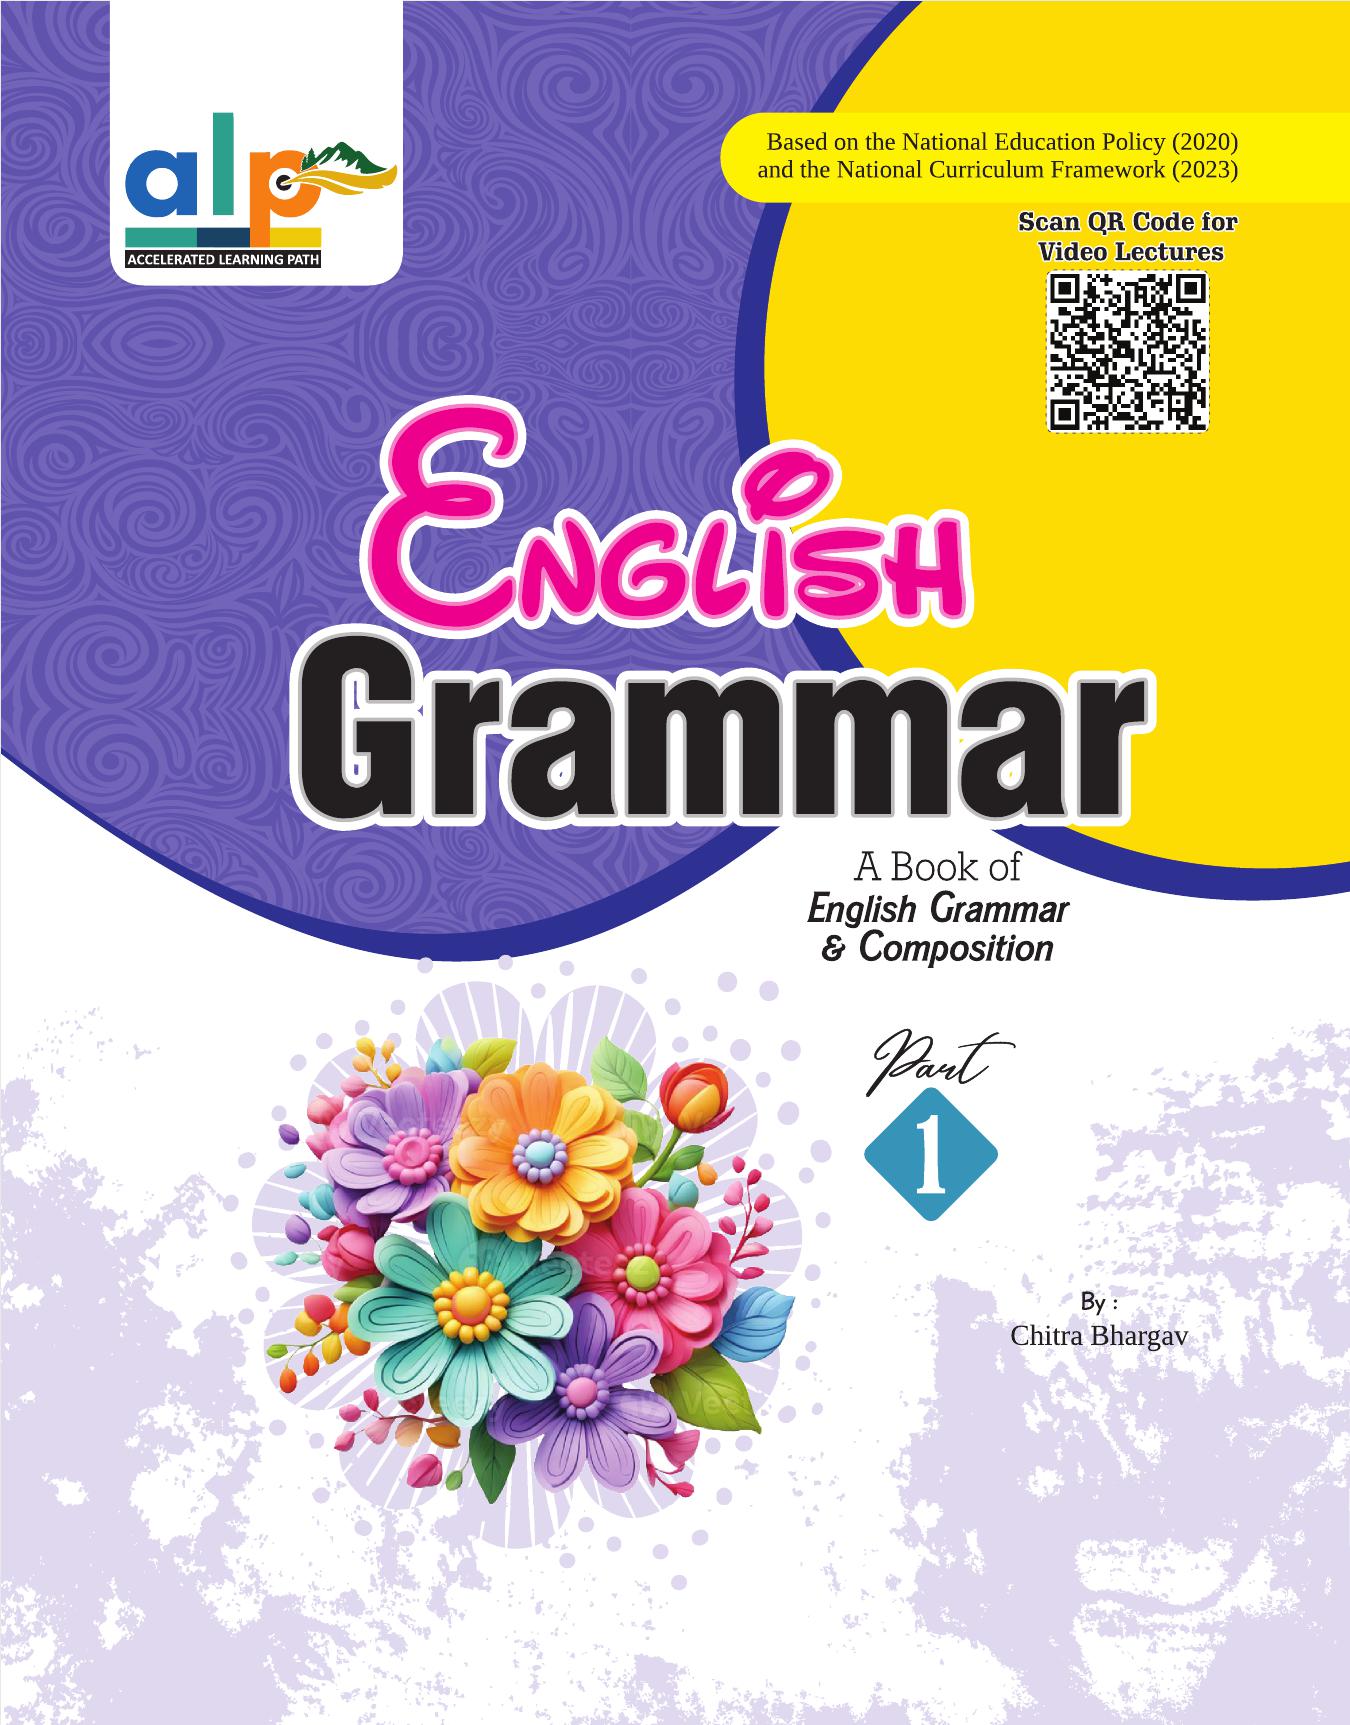 alp
ACCELERATED LEARNING PATH
Based on the National Education Policy (2020)
and the National Curriculum Framework (2023)
Scan QR Code for
Video Lectures
ENGLiSH
Grammar
A Book of
English Grammar
& Composition
Part
1
By :
Chitra Bhargav